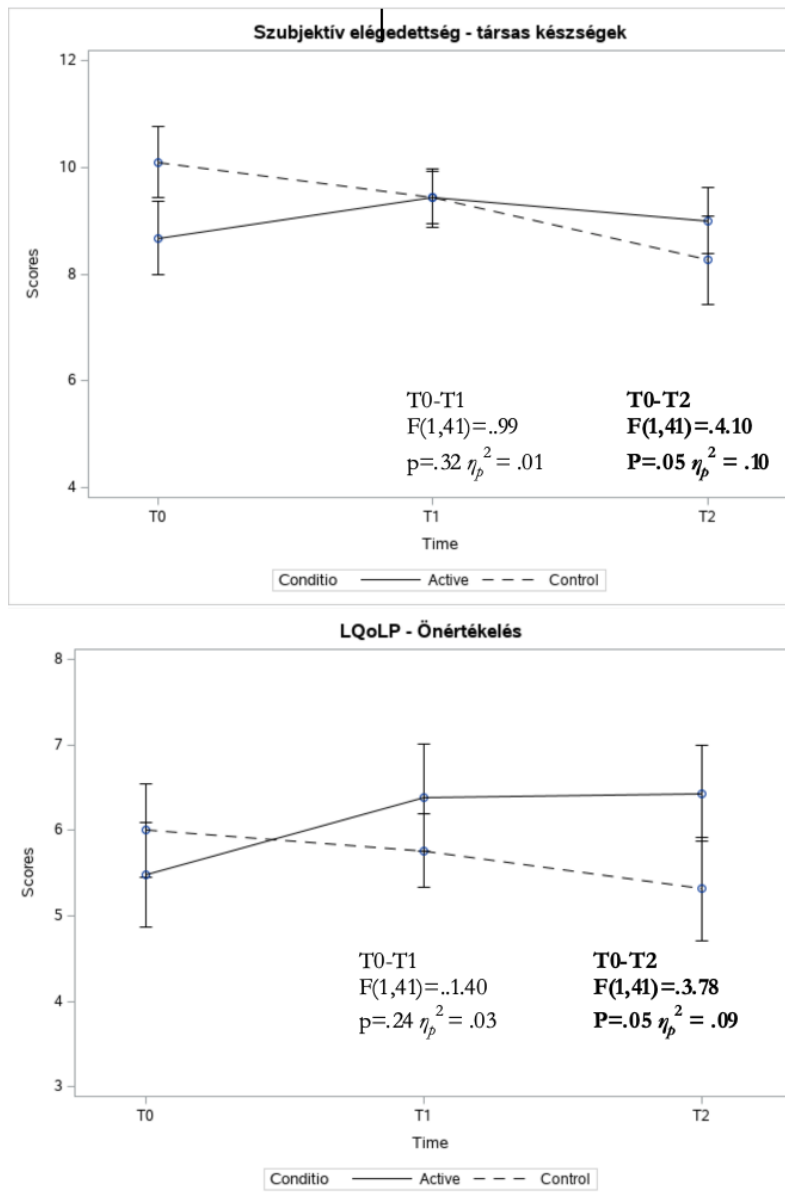 Szubjektív elégedettség - társas készségek
12
10
8
6
4
Scores
T0-T1
F(1,41)=..99
p=.32 ηp² = .01
T0-T2
F(1,41)=.4.10
P=.05 ηp² = .10
T0 T1 T2
Time
Conditio Active Control
LQoLP - Önértékelés
8
7
6
5
4
3
Scores
T0-T1
F(1,41)=..1.40
p=.24 ηp² = .03
T0-T2
F(1,41)=.3.78
P=.05 ηp² = .09
T0 T1 T2
Time
Conditio Active Control